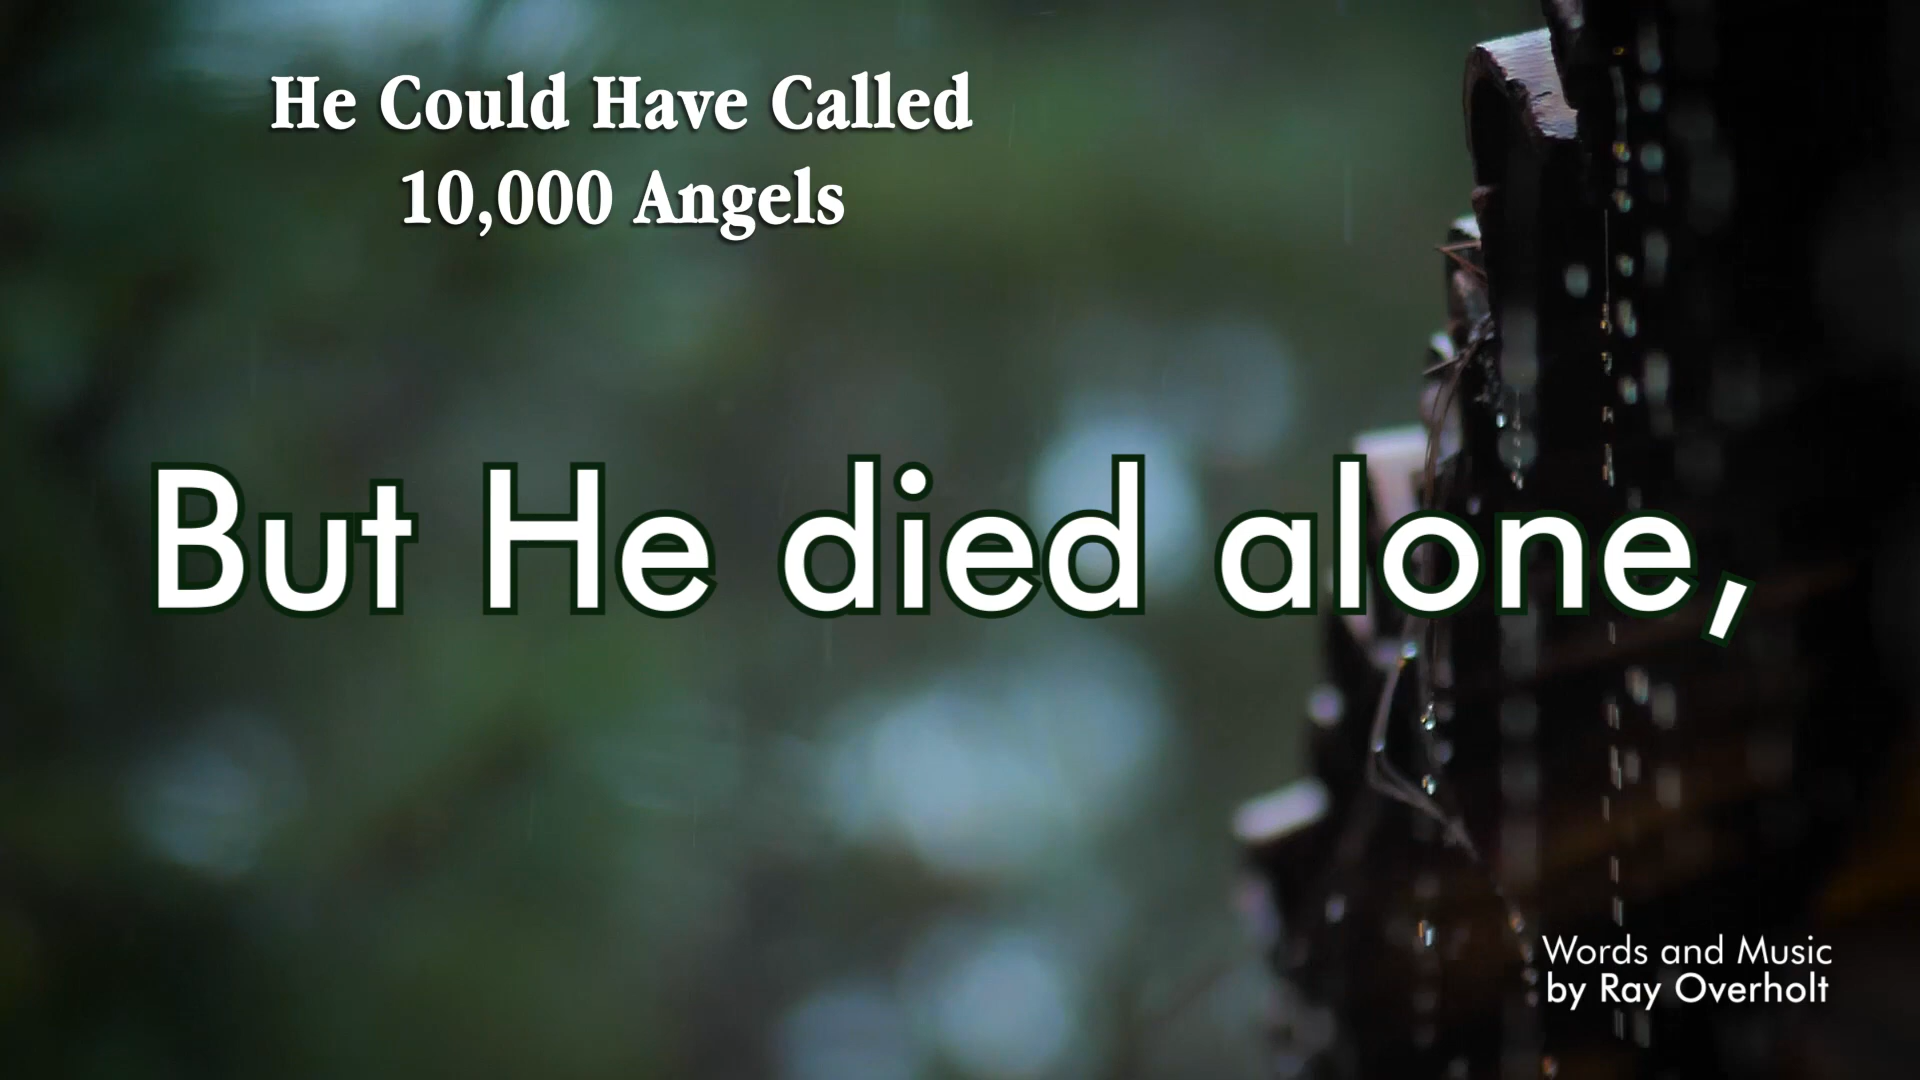 He Could Have Called
10,000 Angels
But He died alone,
Words and Music
by Ray Overholt